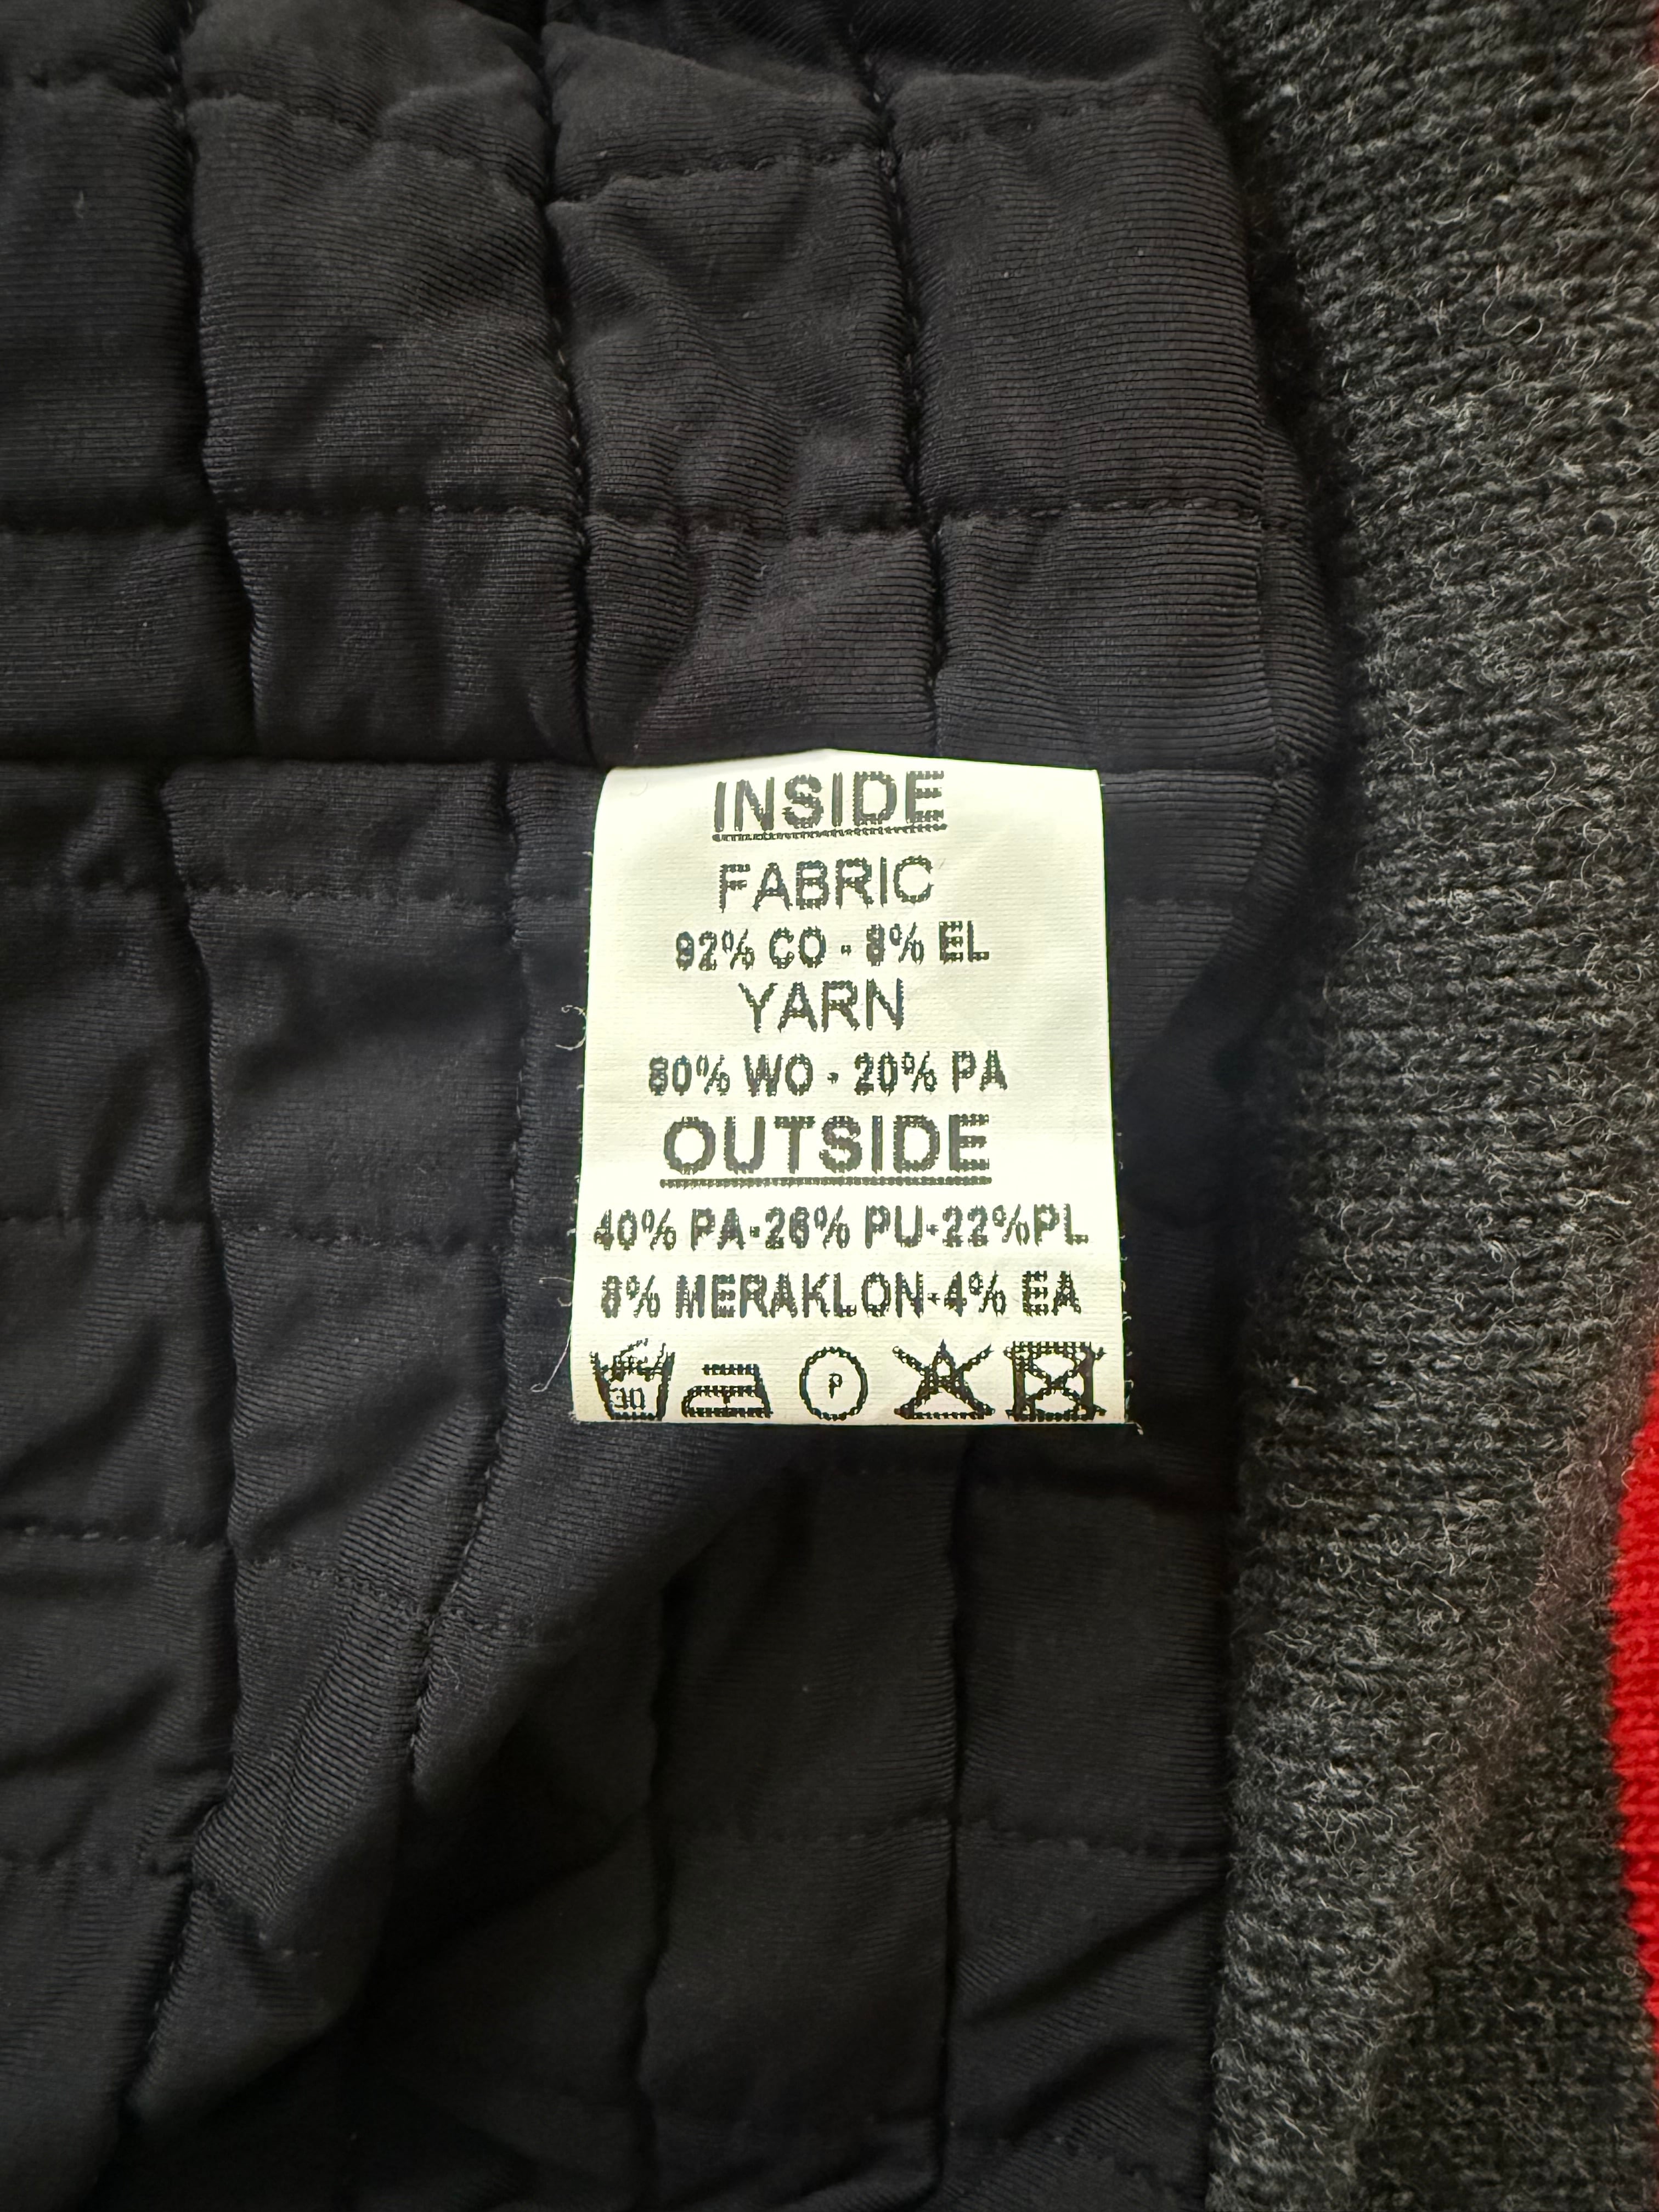 INSIDE
FABRIC
92% CO - 8% EL
YARN
80% WO - 20% PA
OUTSIDE
40% PA-26% PU-22%PL
8% MERAKLON-4% EA
30 P